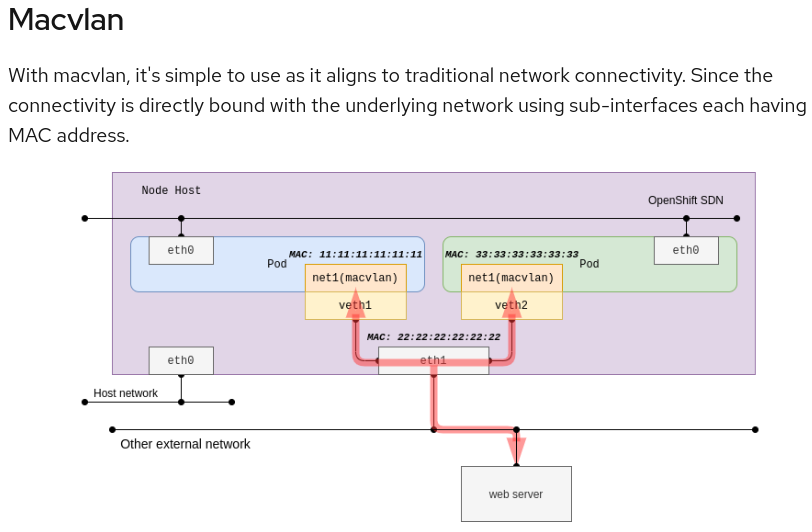 Macvlan
With macvlan, it's simple to use as it aligns to traditional network connectivity. Since the
connectivity is directly bound with the underlying network using sub-interfaces each having
MAC address.
Node Host
OpenShift SDN
eth0
MAC: 11:11:11:11:11:11
Pod
net1(macvlan)
veth1
MAC: 33:33:33:33:33:33
Pod
eth0
net1(macvlan)
veth2
MAC: 22:22:22:22:22:22
eth0
eth1
Host network
Other external network
web server